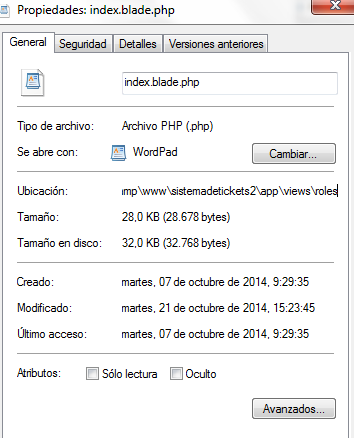 Propiedades: index.blade.php
General Seguridad Detalles Versiones anteriores
index.blade.php
Tipo de archivo: Archivo PHP (.php)
Se abre con: WordPad Cambiar...
Ubicación: mp\www\sistemadetickets2\app\views\roles
Tamaño: 28,0 KB (28.678 bytes)
Tamaño en disco: 32,0 KB (32.768 bytes)
Creado: martes, 07 de octubre de 2014, 9:29:35
Modificado: martes, 21 de octubre de 2014, 15:23:45
Último acceso: martes, 07 de octubre de 2014, 9:29:35
Atributos: Sólo lectura Oculto
Avanzados...